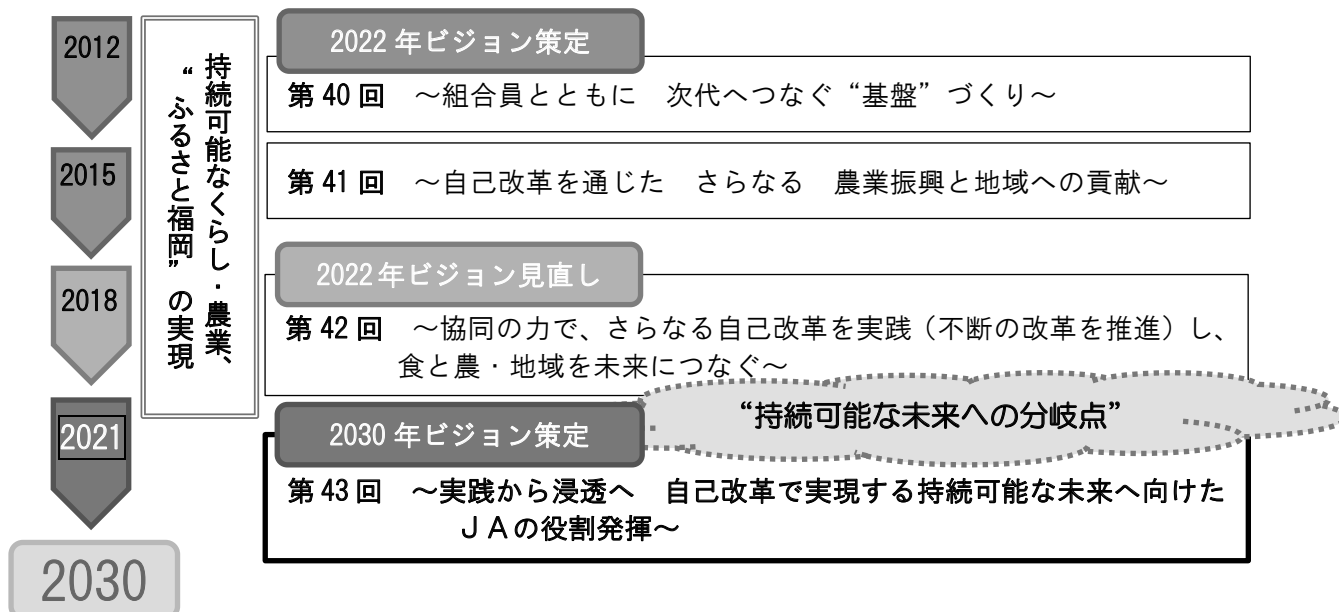 2012
2015
2018
2021
2030
持続可能なくらし・農業、
“ふるさと福岡”の実現
2022年ビジョン策定
第40回 ～組合員とともに 次代へつなぐ“基盤”づくり～
第41回 ～自己改革を通じた さらなる 農業振興と地域への貢献～
2022年ビジョン見直し
第42回 ～協同の力で、さらなる自己改革を実践（不断の改革を推進）し、
食と農・地域を未来につなぐ～
“持続可能な未来への分岐点”
2030年ビジョン策定
第43回 ～実践から浸透へ 自己改革で実現する持続可能な未来へ向けた
ＪＡの役割発揮～